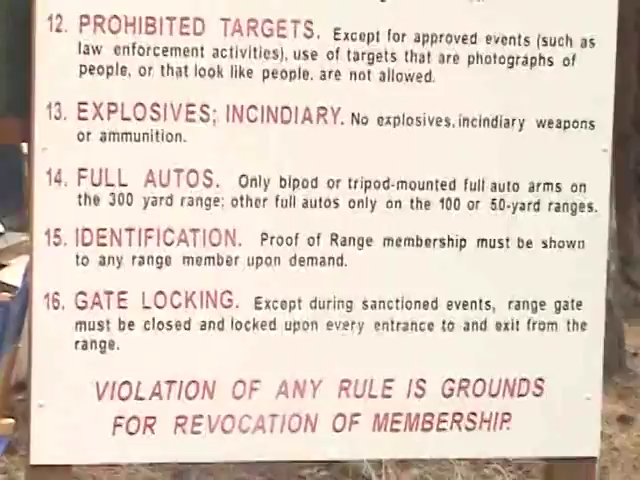 12. PROHIBITED TARGETS. Except for approved events (such as
law enforcement activities), use of targets that are photographs of
people, or that look like people, are not allowed.
13. EXPLOSIVES; INCINDIARY. No explosives, incindiary weapons
or ammunition.
14. FULL AUTOS. Only bipod or tripod-mounted full auto arms on
the 300 yard range; other full autos only on the 100 or 50-yard ranges.
15. IDENTIFICATION. Proof of Range membership must be shown
to any range member upon demand.
16. GATE LOCKING. Except during sanctioned events, range gate
must be closed and locked upon every entrance to and exit from the
range.
VIOLATION OF ANY RULE IS GROUNDS
FOR REVOCATION OF MEMBERSHIP.